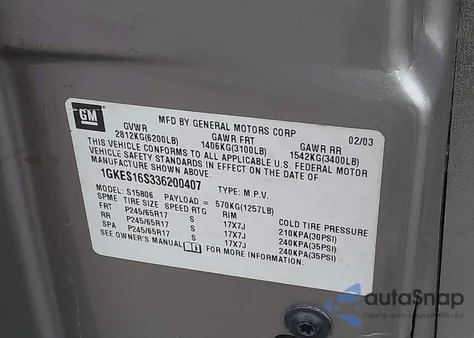 GM
MFD BY GENERAL MOTORS CORP 02/03
GVWR GAWR FRT GAWR RR
2812KG(6200LB) 1406KG(3100LB) 1542KG(3400LB)
THIS VEHICLE CONFORMS TO ALL APPLICABLE U.S. FEDERAL MOTOR
VEHICLE SAFETY STANDARDS IN EFFECT ON THE DATE OF
MANUFACTURE SHOWN ABOVE.
1GKES16S336200407 TYPE: M.P.V.
MODEL: S15806 PAYLOAD = 570KG(1257LB)
SPME TIRE SIZE SPEED RTG RIM COLD TIRE PRESSURE
FRT P245/65R17 S 17X7J 210KPA(30PSI)
RR P245/65R17 S 17X7J 240KPA(35PSI)
SPA P245/65R17 S 17X7J 240KPA(35PSI)
SEE OWNER'S MANUAL FOR MORE INFORMATION.
autoSnap